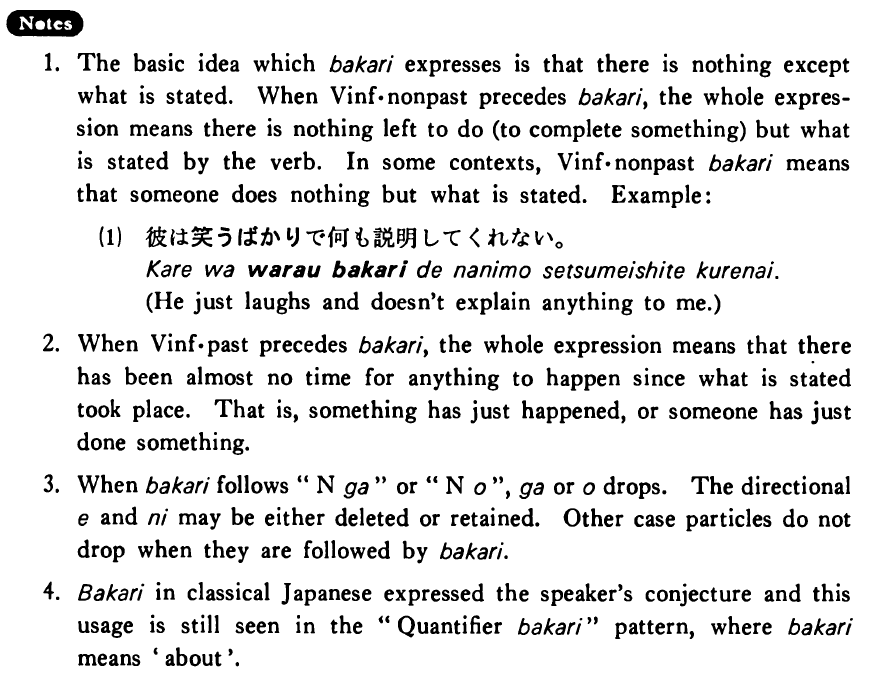 Notes
1. The basic idea which bakari expresses is that there is nothing except
what is stated. When Vinf·nonpast precedes bakari, the whole expres-
sion means there is nothing left to do (to complete something) but what
is stated by the verb. In some contexts, Vinf·nonpast bakari means
that someone does nothing but what is stated. Example:
(1) 彼は笑うばかりで何も説明してくれない。
Kare wa warau bakari de nanimo setsumeishite kurenai.
(He just laughs and doesn't explain anything to me.)
2. When Vinf·past precedes bakari, the whole expression means that there
has been almost no time for anything to happen since what is stated
took place. That is, something has just happened, or someone has just
done something.
3. When bakari follows “ N ga ” or “ N o ”, ga or o drops. The directional
e and ni may be either deleted or retained. Other case particles do not
drop when they are followed by bakari.
4. Bakari in classical Japanese expressed the speaker's conjecture and this
usage is still seen in the “ Quantifier bakari ” pattern, where bakari
means ‘ about ’.